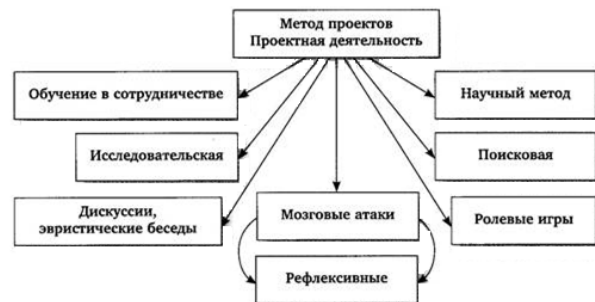 Метод проектов
Проектная деятельность
Обучение в сотрудничестве
Научный метод
Исследовательская
Поисковая
Дискуссии,
эвристические беседы
Мозговые атаки
Ролевые игры
Рефлексивные